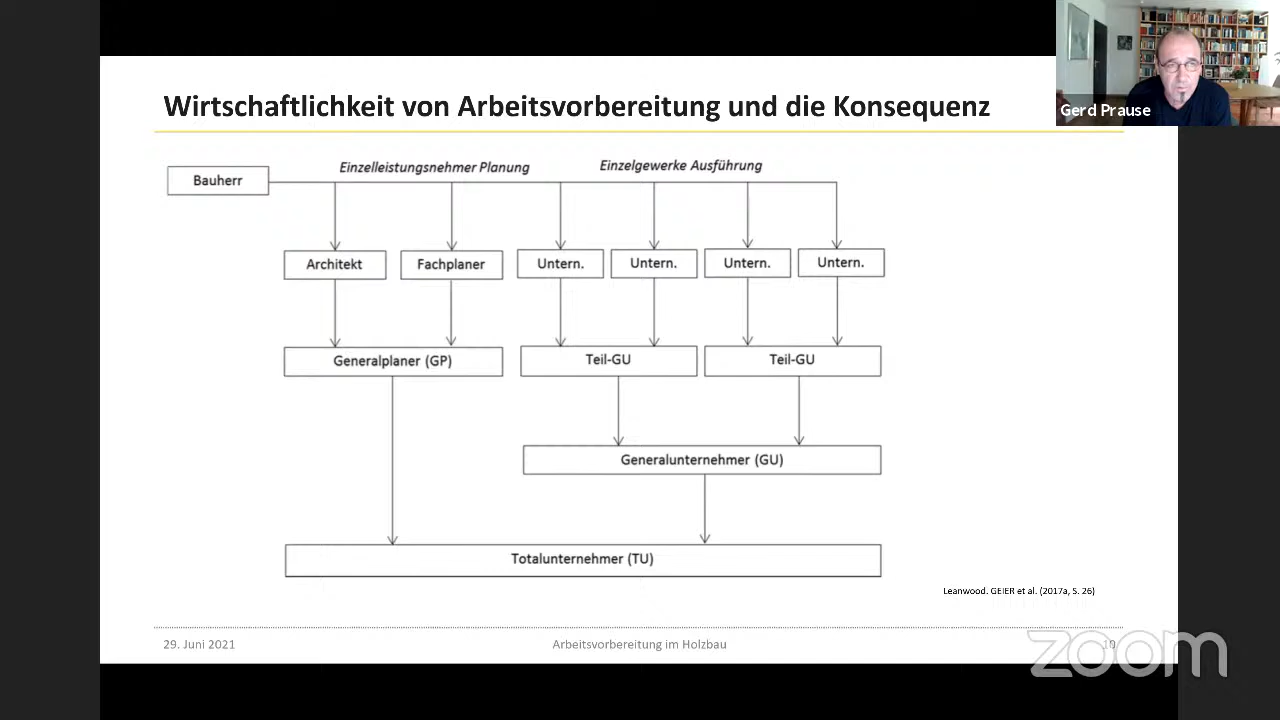 Wirtschaftlichkeit von Arbeitsvorbereitung und die Konsequenz
Gerd Prause
Bauherr
Einzelleistungsnehmer Planung
Einzelgewerke Ausführung
Architekt
Fachplaner
Untern.
Untern.
Untern.
Untern.
Generalplaner (GP)
Teil-GU
Teil-GU
Generalunternehmer (GU)
Totalunternehmer (TU)
Leanwood. GEIER et al. (2017a, S. 26)
29. Juni 2021
Arbeitsvorbereitung im Holzbau
10
zoom